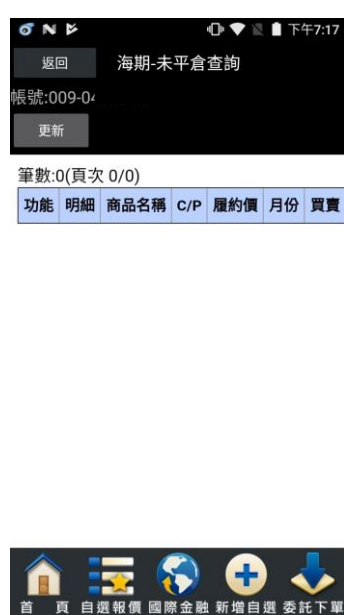 下午7:17
返回 海期-未平倉查詢
帳號:009-04
更新
筆數:0(頁次 0/0)
功能 明細 商品名稱 C/P 履約價 月份 買賣
首 頁 自選報價 國際金融 新增自選 委託下單